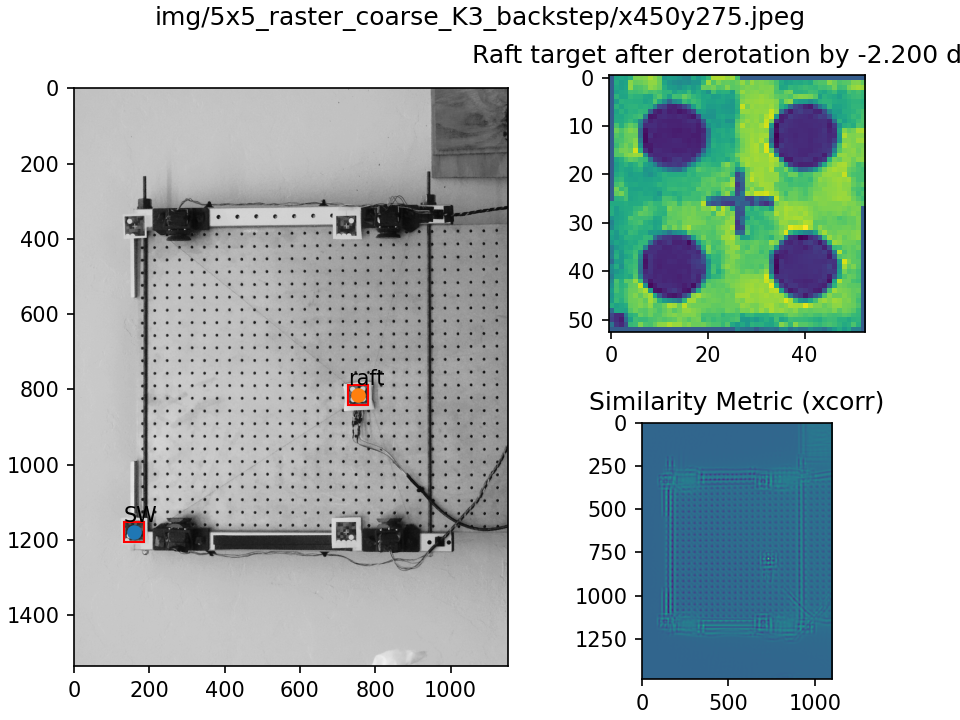 img/5x5_raster_coarse_K3_backstep/x450y275.jpeg
Raft target after derotation by -2.200 d
0
200
400
600
800
1000
1200
1400
0 200 400 600 800 1000
raft
SW
0
10
20
30
40
50
0 20 40
Similarity Metric (xcorr)
0
250
500
750
1000
1250
0 500 1000